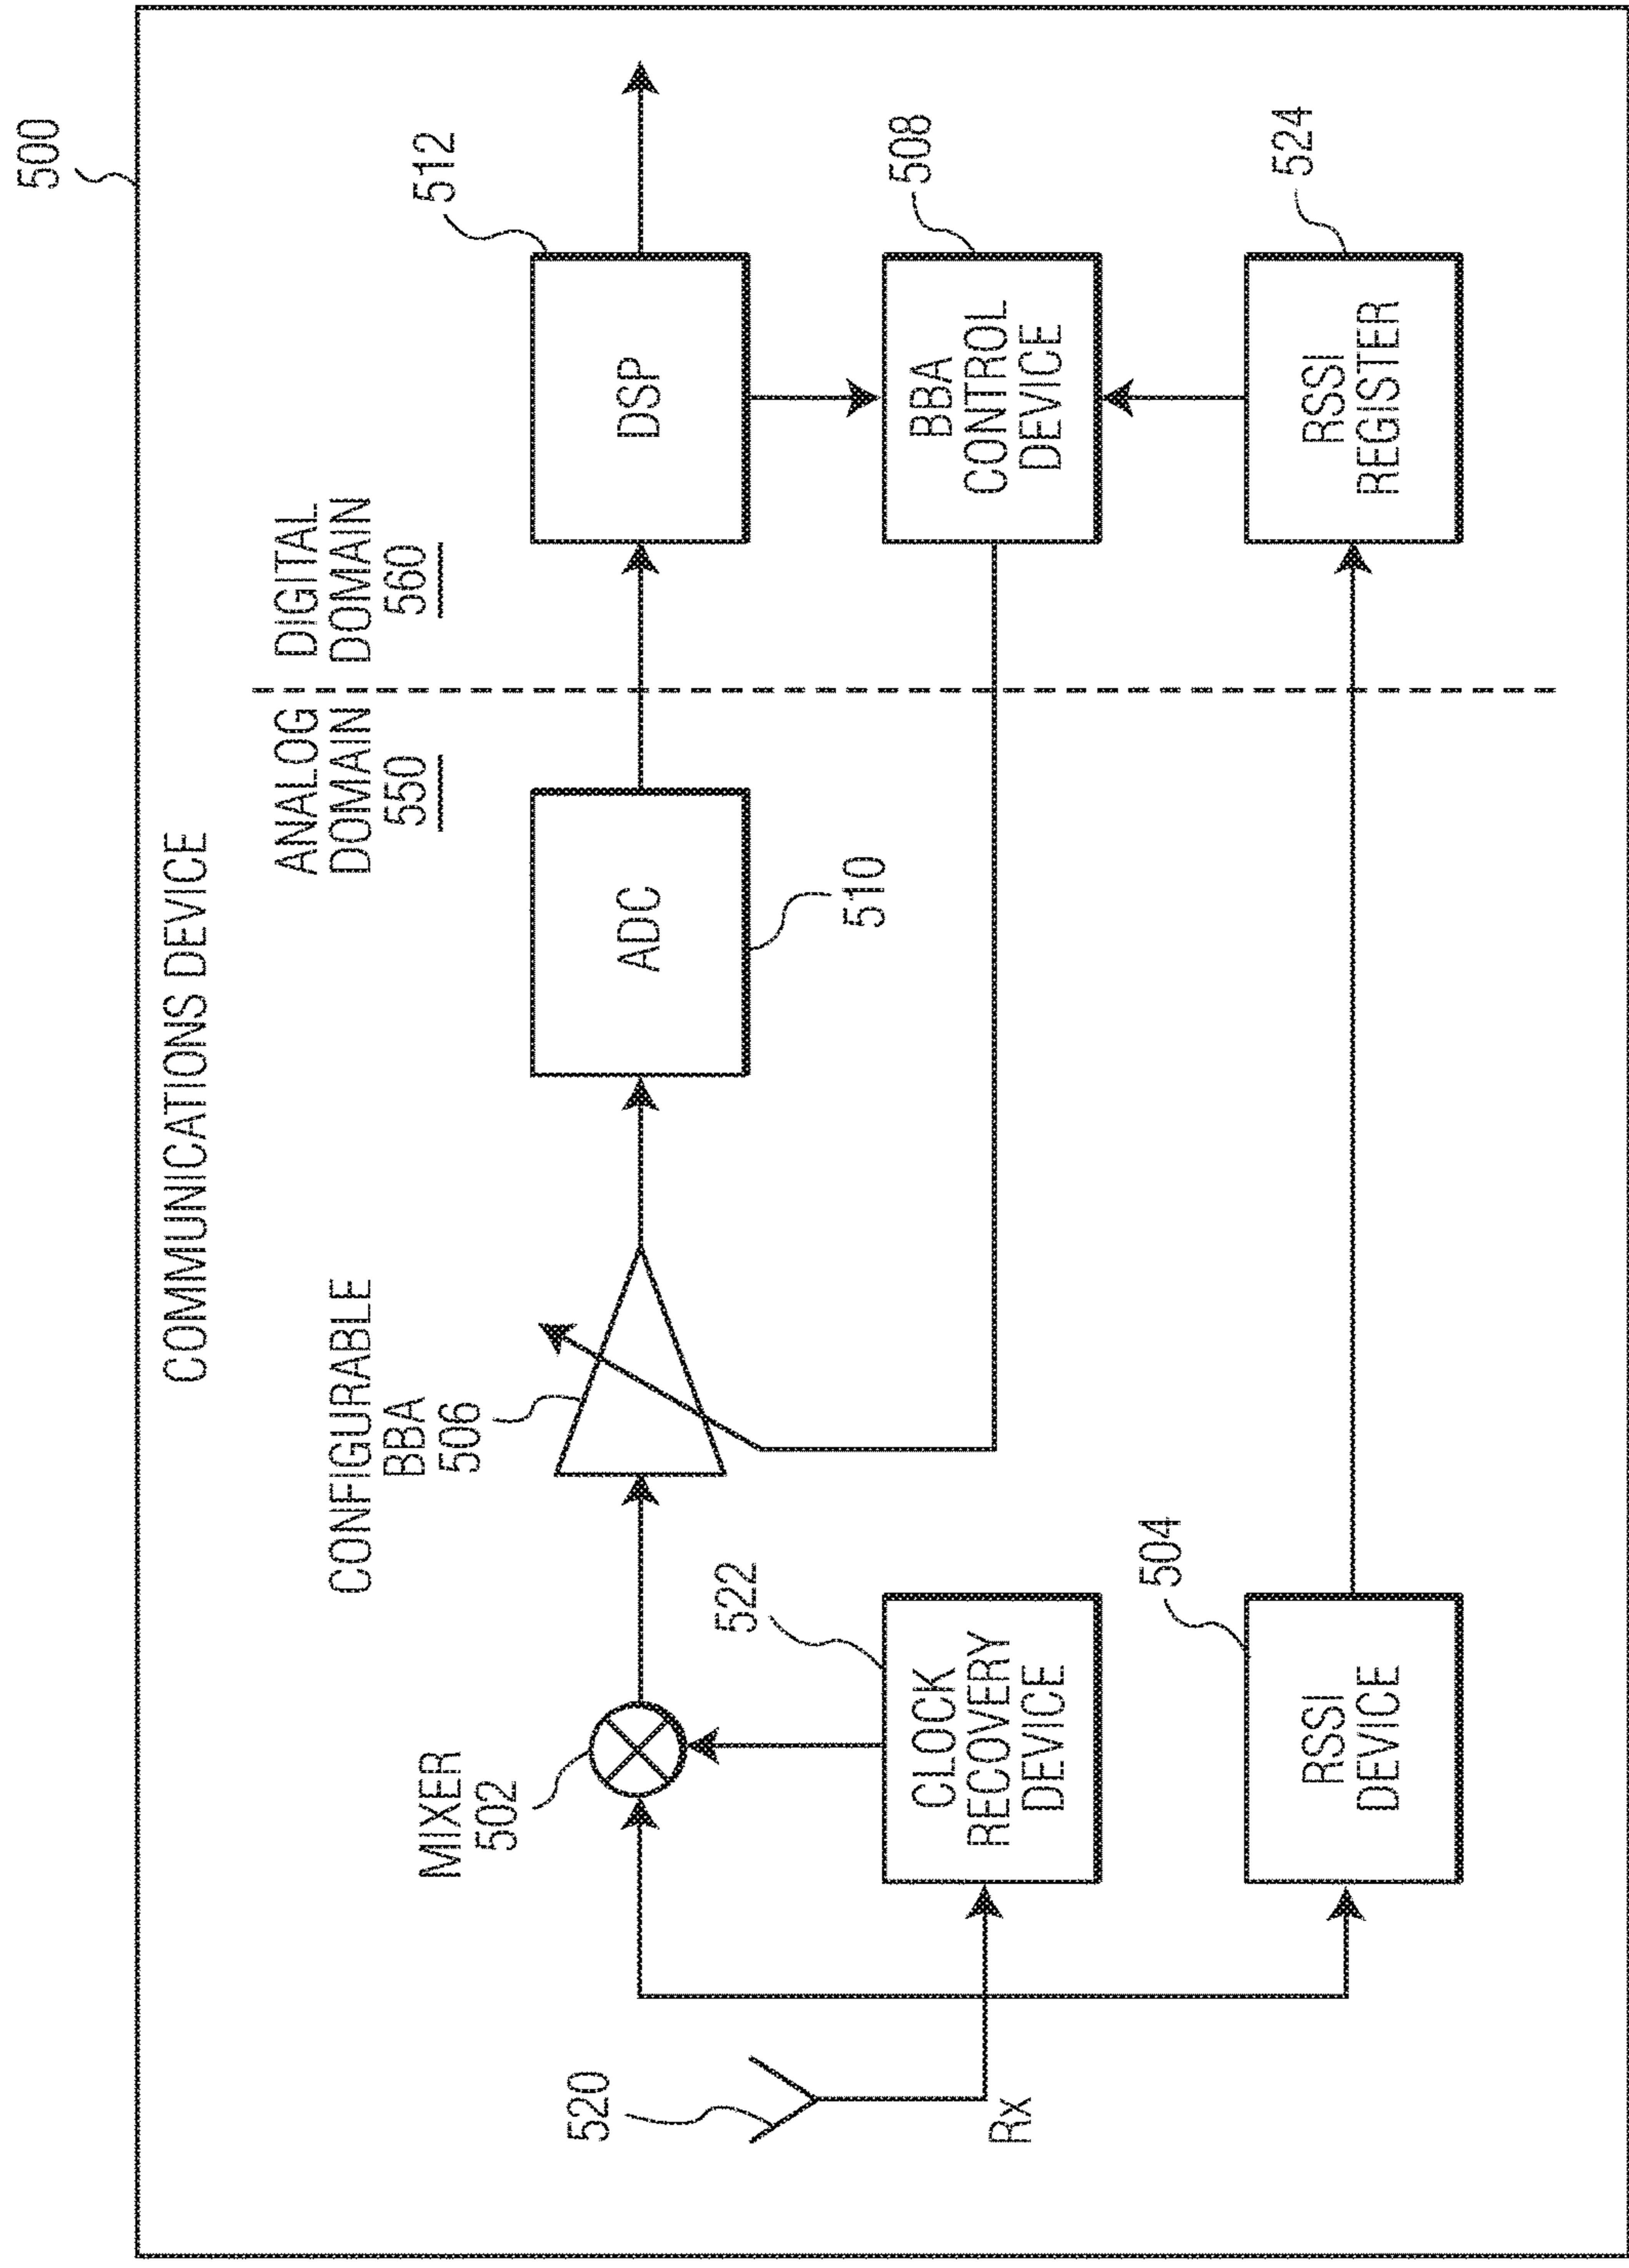 500
COMMUNICATIONS DEVICE
ANALOG
DOMAIN
550
DIGITAL
DOMAIN
560
CONFIGURABLE
BBA
506
MIXER
502
ADC
510
DSP
512
520
Rx
522
CLOCK
RECOVERY
DEVICE
BBA
CONTROL
DEVICE
508
504
RSSI
DEVICE
RSSI
REGISTER
524